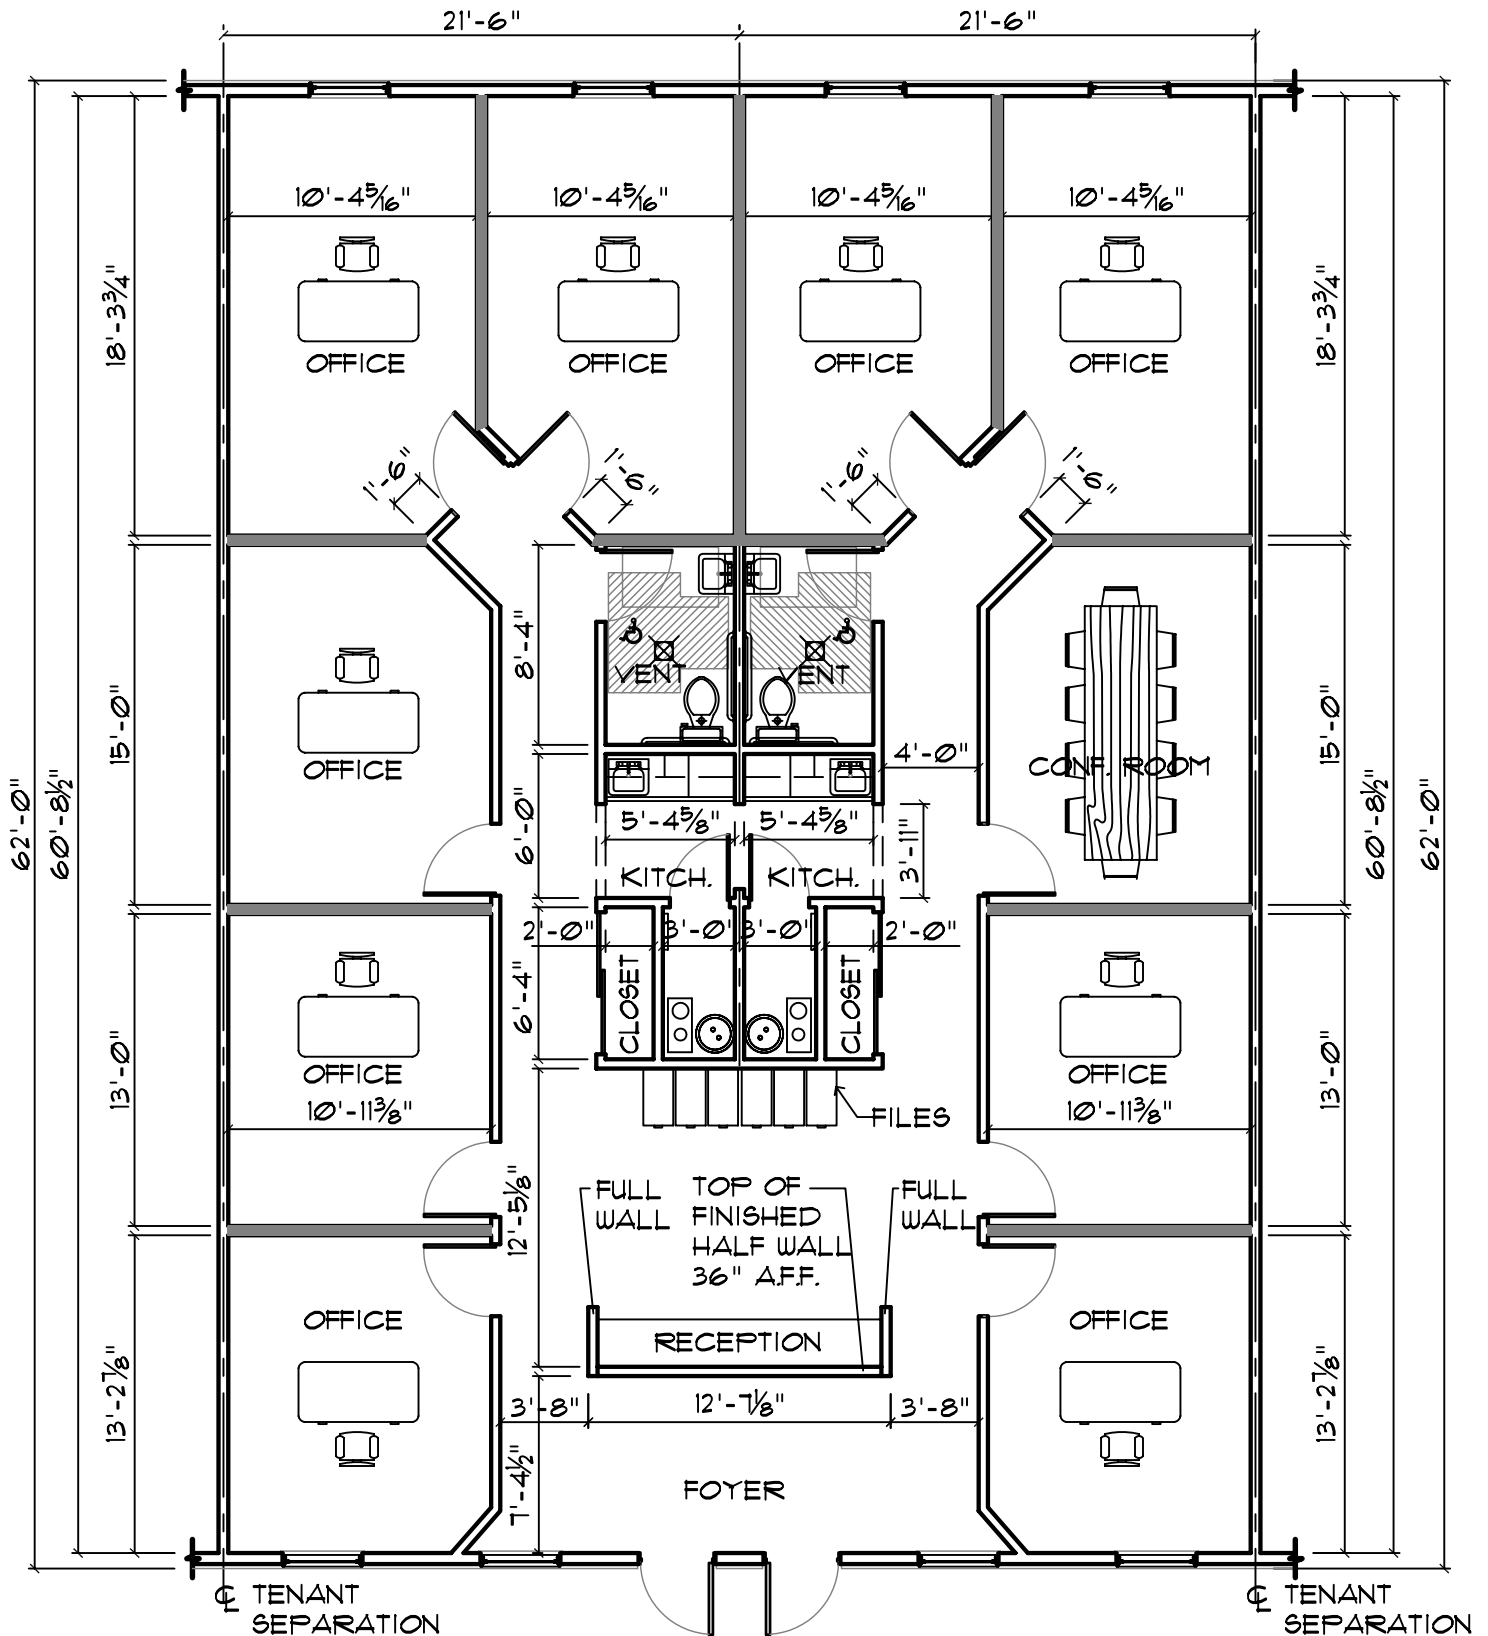 21'-6" 21'-6"
10'-4 5/16" 10'-4 5/16" 10'-4 5/16" 10'-4 5/16"
18'-3 3/4" 18'-3 3/4"
OFFICE OFFICE OFFICE OFFICE
1'-6" 1'-6" 1'-6" 1'-6"
8'-4"
VENT VENT
15'-0" 15'-0"
4'-0"
OFFICE CONF. ROOM
62'-0" 60'-8 1/2" 60'-8 1/2" 62'-0"
6'-0" 5'-4 5/8" 5'-4 5/8" 3'-11"
KITCH. KITCH.
2'-0" 3'-0" 3'-0" 2'-0"
6'-4" CLOSET CLOSET
13'-0" 13'-0"
OFFICE OFFICE
10'-11 3/8" 10'-11 3/8"
FILES
12'-5 1/8"
FULL
WALL
TOP OF
FINISHED
HALF WALL
36" A.F.F.
FULL
WALL
OFFICE OFFICE
RECEPTION
13'-2 7/8" 13'-2 7/8"
3'-8" 12'-7 1/8" 3'-8"
7'-4 1/2"
FOYER
℄ TENANT
SEPARATION
℄ TENANT
SEPARATION